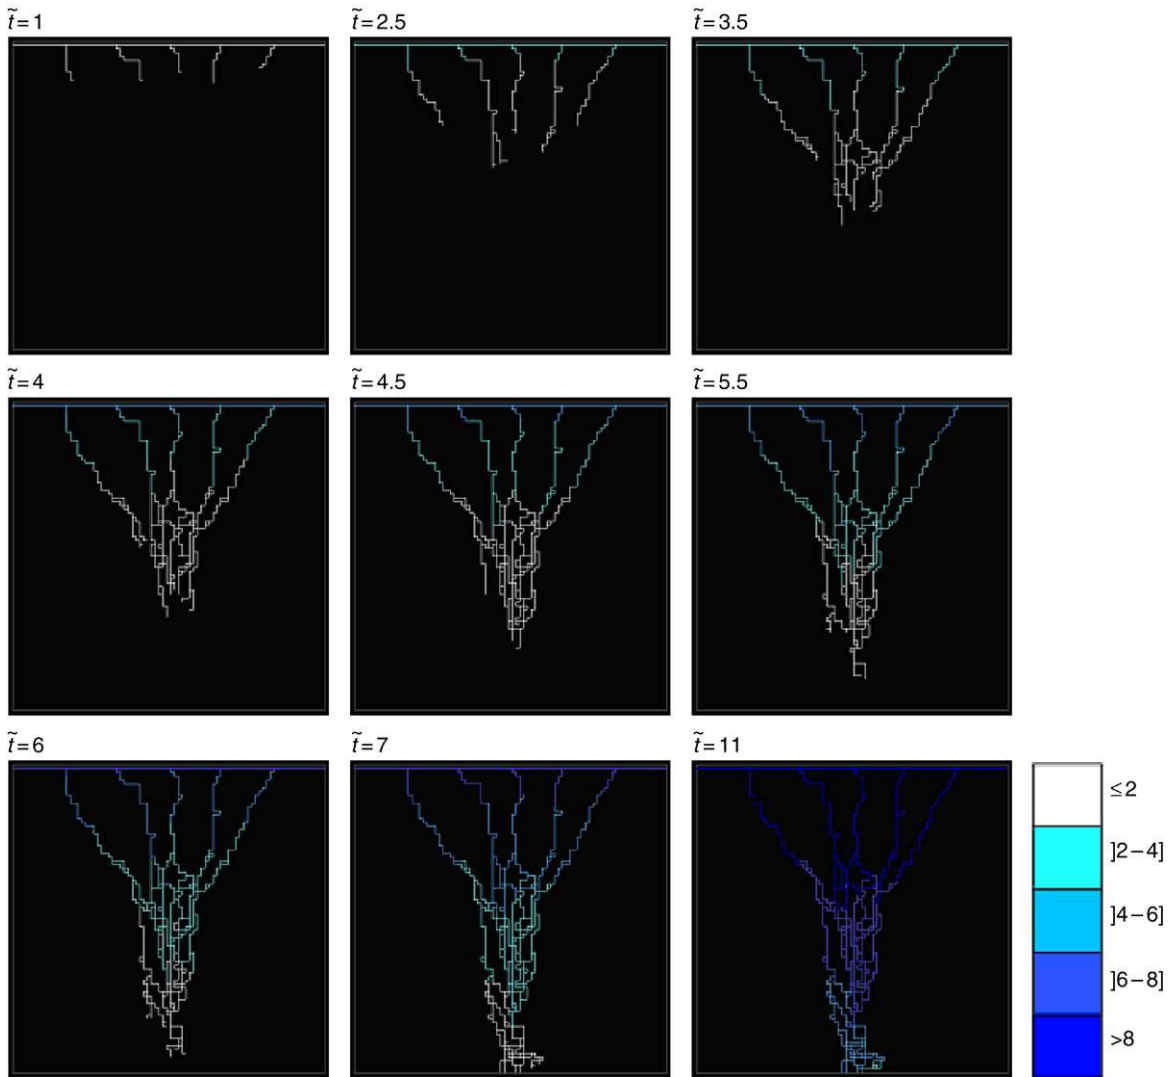 t̃=1
t̃=2.5
t̃=3.5
t̃=4
t̃=4.5
t̃=5.5
t̃=6
t̃=7
t̃=11
≤2
]2−4]
]4−6]
]6−8]
>8